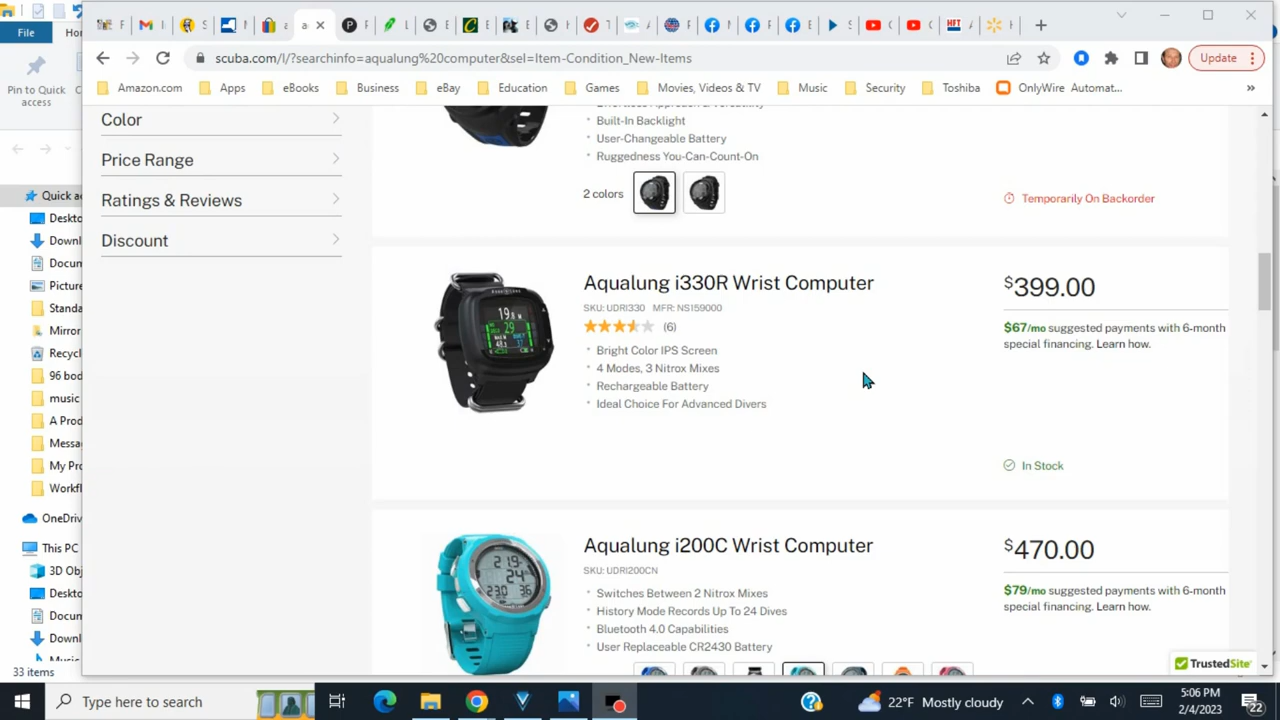 File
Ho
Pin to Quick
access
Quick ac
Deskto
Downl
Docum
Picture
Standa
Mirror
Recycl
96 bod
music
A Prod
Messa
My Pro
Workfl
OneDriv
This PC
3D Obj
Deskto
Docum
Downl
Music
33 items
scuba.com/l/?searchinfo=aqualung%20computer&sel=Item-Condition_New-Items
Update
Amazon.com
Apps
eBooks
Business
eBay
Education
Games
Movies, Videos & TV
Music
Security
Toshiba
OnlyWire Automat...
»
Color
Price Range
Ratings & Reviews
Discount
Built-In Backlight
User-Changeable Battery
Ruggedness You-Can-Count-On
2 colors
Temporarily On Backorder
Aqualung i330R Wrist Computer
SKU: UDRI330 MFR: NS159000
(6)
Bright Color IPS Screen
4 Modes, 3 Nitrox Mixes
Rechargeable Battery
Ideal Choice For Advanced Divers
$399.00
$67/mo suggested payments with 6-month
special financing. Learn how.
In Stock
Aqualung i200C Wrist Computer
SKU: UDRI200CN
Switches Between 2 Nitrox Mixes
History Mode Records Up To 24 Dives
Bluetooth 4.0 Capabilities
User Replaceable CR2430 Battery
$470.00
$79/mo suggested payments with 6-month
special financing. Learn how.
TrustedSite
Type here to search
22°F Mostly cloudy
5:06 PM
2/4/2023
22